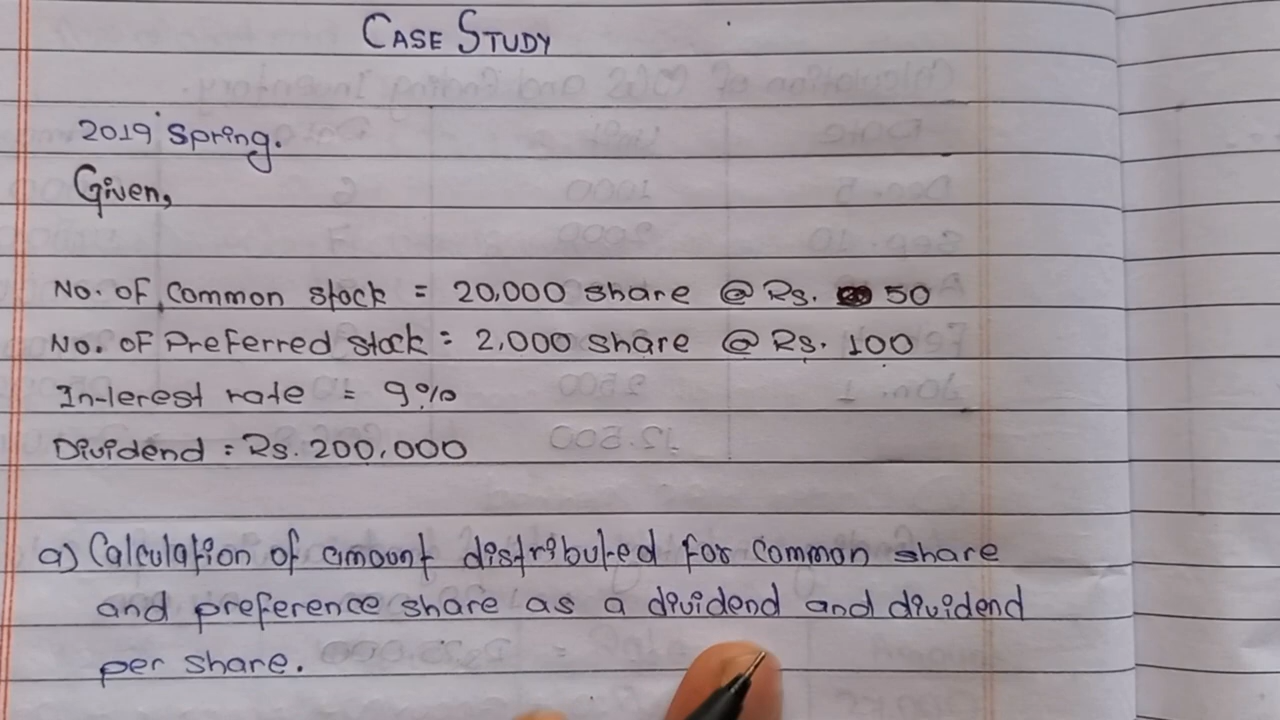 CASE STUDY
2019 Spring.
Given,
No. of Common stock = 20,000 share @ Rs. 50
No. of Preferred stock = 2,000 share @ Rs. 100
Interest rate = 9%
Dividend = Rs. 200,000
a) Calculation of amount distributed for common share
and preference share as a dividend and dividend
per share.